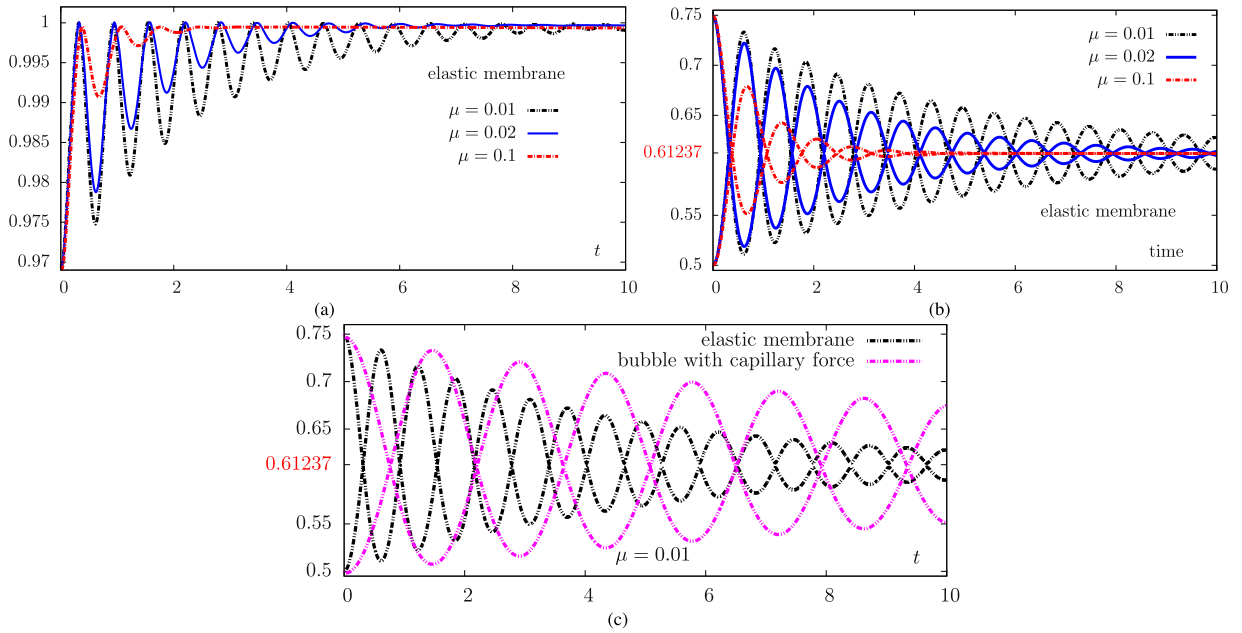 1
0.995
0.99
0.985
0.98
0.975
0.97
elastic membrane
μ = 0.01
μ = 0.02
μ = 0.1
t
0 2 4 6 8 10
(a)
0.75
0.7
0.65
0.61237
0.55
0.5
μ = 0.01
μ = 0.02
μ = 0.1
elastic membrane
time
0 2 4 6 8 10
(b)
0.75
0.7
0.65
0.61237
0.55
0.5
elastic membrane
bubble with capillary force
μ = 0.01
t
0 2 4 6 8 10
(c)